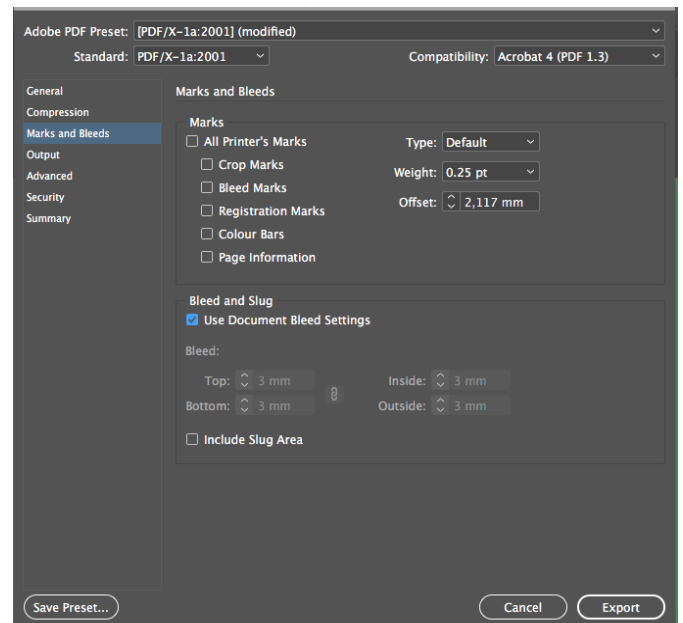 Adobe PDF Preset: [PDF/X-1a:2001] (modified)
Standard: PDF/X-1a:2001 Compatibility: Acrobat 4 (PDF 1.3)
General
Compression
Marks and Bleeds
Output
Advanced
Security
Summary
Marks and Bleeds
Marks
All Printer's Marks
Crop Marks
Bleed Marks
Registration Marks
Colour Bars
Page Information
Type: Default
Weight: 0.25 pt
Offset: 2,117 mm
Bleed and Slug
Use Document Bleed Settings
Bleed:
Top: 3 mm Inside: 3 mm
Bottom: 3 mm Outside: 3 mm
Include Slug Area
Save Preset... Cancel Export